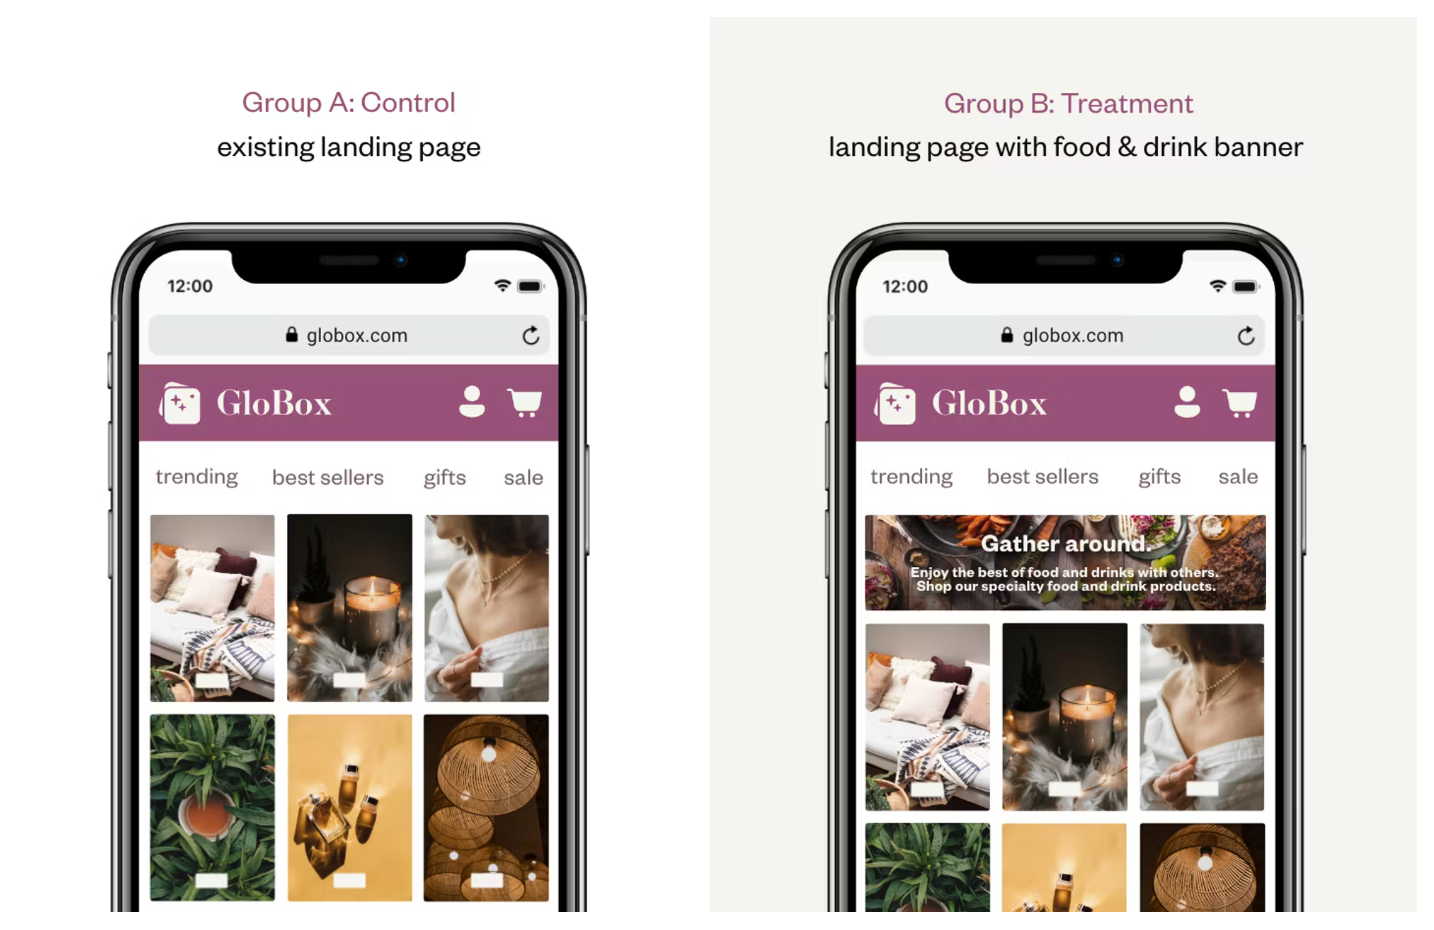 Group A: Control
existing landing page
12:00
globox.com
GloBox
trending best sellers gifts sale
Group B: Treatment
landing page with food & drink banner
12:00
globox.com
GloBox
trending best sellers gifts sale
Gather around.
Enjoy the best of food and drinks with others.
Shop our specialty food and drink products.